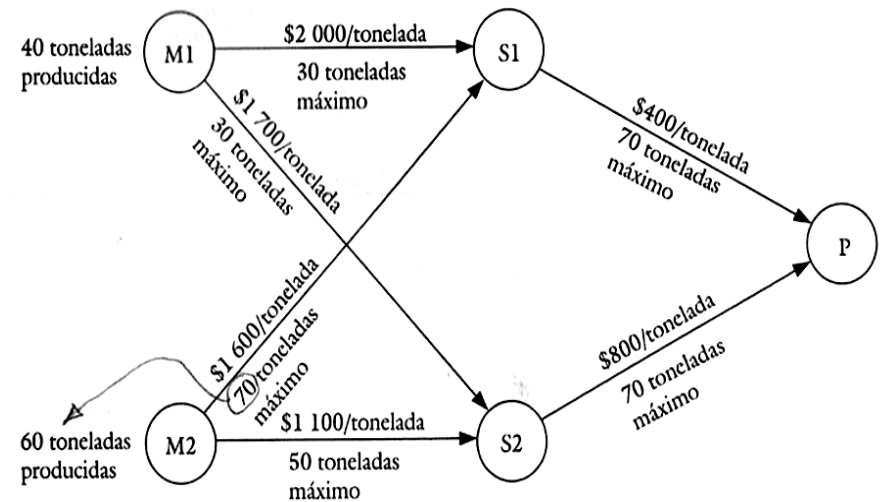 40 toneladas
producidas
M1
$2 000/tonelada
30 toneladas
máximo
S1
$1 700/tonelada
30 toneladas
máximo
$400/tonelada
70 toneladas
máximo
P
$1 600/tonelada
70 toneladas
máximo
$800/tonelada
70 toneladas
máximo
60 toneladas
producidas
M2
$1 100/tonelada
50 toneladas
máximo
S2